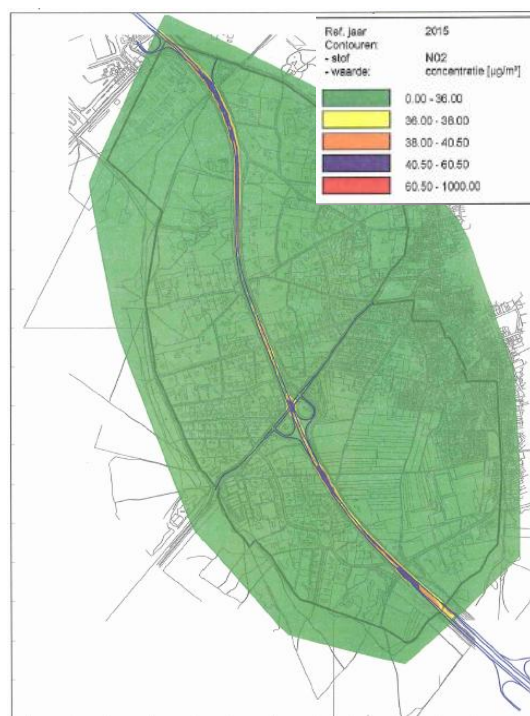 Ref. jaar 2015
Contouren:
- stof NO2
- waarde: concentratie [µg/m³]
0.00 - 36.00
36.00 - 38.00
38.00 - 40.50
40.50 - 60.50
60.50 - 1000.00